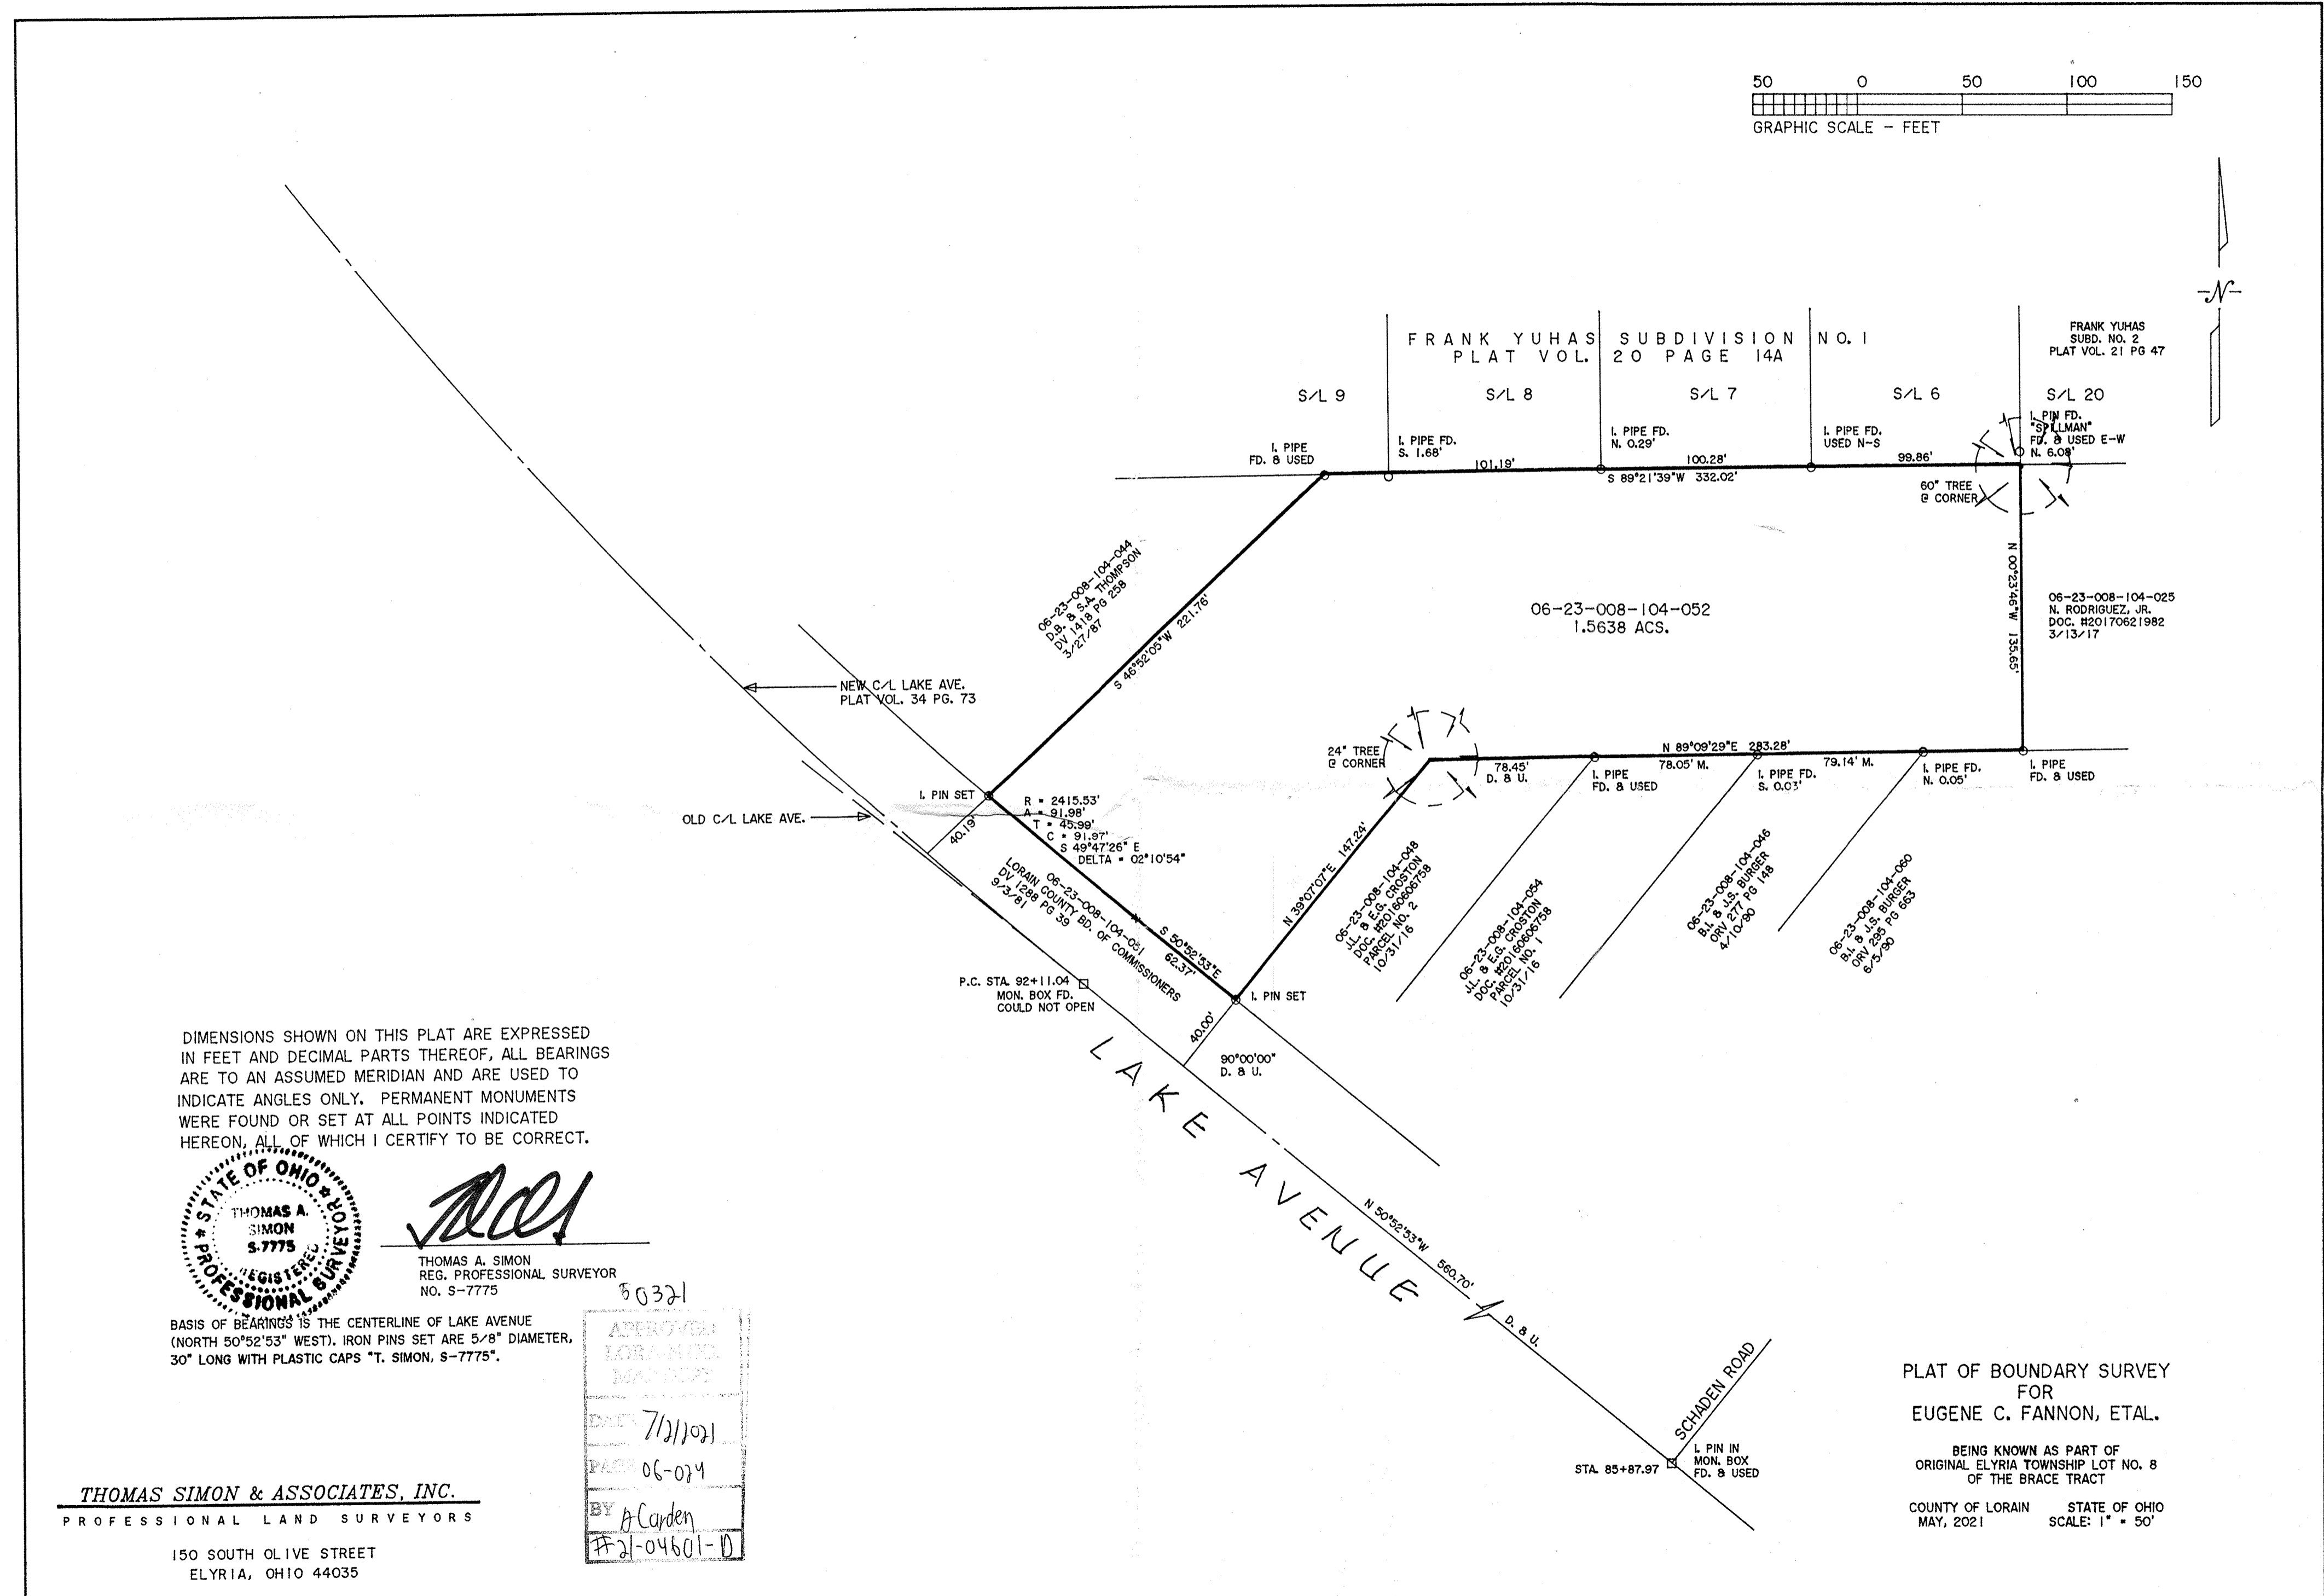 50 0 50 100 150
GRAPHIC SCALE - FEET
-N-
FRANK YUHAS SUBDIVISION NO. 1
PLAT VOL. 20 PAGE 14A
FRANK YUHAS
SUBD. NO. 2
PLAT VOL. 21 PG 47
S/L 9
S/L 8
S/L 7
S/L 6
S/L 20
I. PIPE
FD. & USED
I. PIPE FD.
S. 1.68'
I. PIPE FD.
N. 0.29'
I. PIPE FD.
USED N-S
I. PIN FD.
"SPILLMAN"
FD. & USED E-W
N. 6.08'
101.19'
100.28'
99.86'
S 89°21'39"W 332.02'
60" TREE
@ CORNER
06-23-008-104-044
D.B. & S.A. THOMPSON
DV 1418 PG 258
3/27/87
S 46°52'05"W 221.76'
06-23-008-104-052
1.5638 ACS.
N 00°23'46"W 135.65'
06-23-008-104-025
N. RODRIGUEZ, JR.
DOC. #20170621982
3/13/17
NEW C/L LAKE AVE.
PLAT VOL. 34 PG. 73
24" TREE
@ CORNER
N 89°09'29"E 283.28'
78.45'
D. & U.
78.05' M.
79.14' M.
I. PIPE
FD. & USED
I. PIPE FD.
S. 0.03'
I. PIPE FD.
N. 0.05'
I. PIPE
FD. & USED
I. PIN SET
R = 2415.53'
A = 91.98'
T = 45.99'
C = 91.97'
S 49°47'26" E
DELTA = 02°10'54"
OLD C/L LAKE AVE.
40.19'
06-23-008-104-051
LORAIN COUNTY BD. OF COMMISSIONERS
DV 1288 PG 39
9/3/81
S 50°52'53"E
62.37'
N 39°07'07"E 147.24'
06-23-008-104-048
J.L. & E.G. CROSTON
DOC. #20160606758
PARCEL NO. 2
10/31/16
06-23-008-104-054
J.L. & E.G. CROSTON
DOC. #20160606758
PARCEL NO. 1
10/31/16
06-23-008-104-046
B.I. & J.S. BURGER
ORV 277 PG 148
4/10/90
06-23-008-104-060
B.I. & J.S. BURGER
ORV 295 PG 663
6/5/90
P.C. STA. 92+11.04
MON. BOX FD.
COULD NOT OPEN
I. PIN SET
40.00'
90°00'00"
D. & U.
LAKE AVENUE
N 50°52'53"W 560.70'
D. & U.
SCHADEN ROAD
STA. 85+87.97
I. PIN IN
MON. BOX
FD. & USED
DIMENSIONS SHOWN ON THIS PLAT ARE EXPRESSED
IN FEET AND DECIMAL PARTS THEREOF, ALL BEARINGS
ARE TO AN ASSUMED MERIDIAN AND ARE USED TO
INDICATE ANGLES ONLY. PERMANENT MONUMENTS
WERE FOUND OR SET AT ALL POINTS INDICATED
HEREON, ALL OF WHICH I CERTIFY TO BE CORRECT.
STATE OF OHIO
THOMAS A.
SIMON
S-7775
REGISTERED
PROFESSIONAL SURVEYOR
THOMAS A. SIMON
REG. PROFESSIONAL SURVEYOR
NO. S-7775
50321
BASIS OF BEARINGS IS THE CENTERLINE OF LAKE AVENUE
(NORTH 50°52'53" WEST). IRON PINS SET ARE 5/8" DIAMETER,
30" LONG WITH PLASTIC CAPS "T. SIMON, S-7775".
APPROVED
DATE 7/2/2021
PAGE 06-024
BY A Carden
#21-04601-D
THOMAS SIMON & ASSOCIATES, INC.
PROFESSIONAL LAND SURVEYORS
150 SOUTH OLIVE STREET
ELYRIA, OHIO 44035
PLAT OF BOUNDARY SURVEY
FOR
EUGENE C. FANNON, ETAL.
BEING KNOWN AS PART OF
ORIGINAL ELYRIA TOWNSHIP LOT NO. 8
OF THE BRACE TRACT
COUNTY OF LORAIN STATE OF OHIO
MAY, 2021 SCALE: 1" = 50'